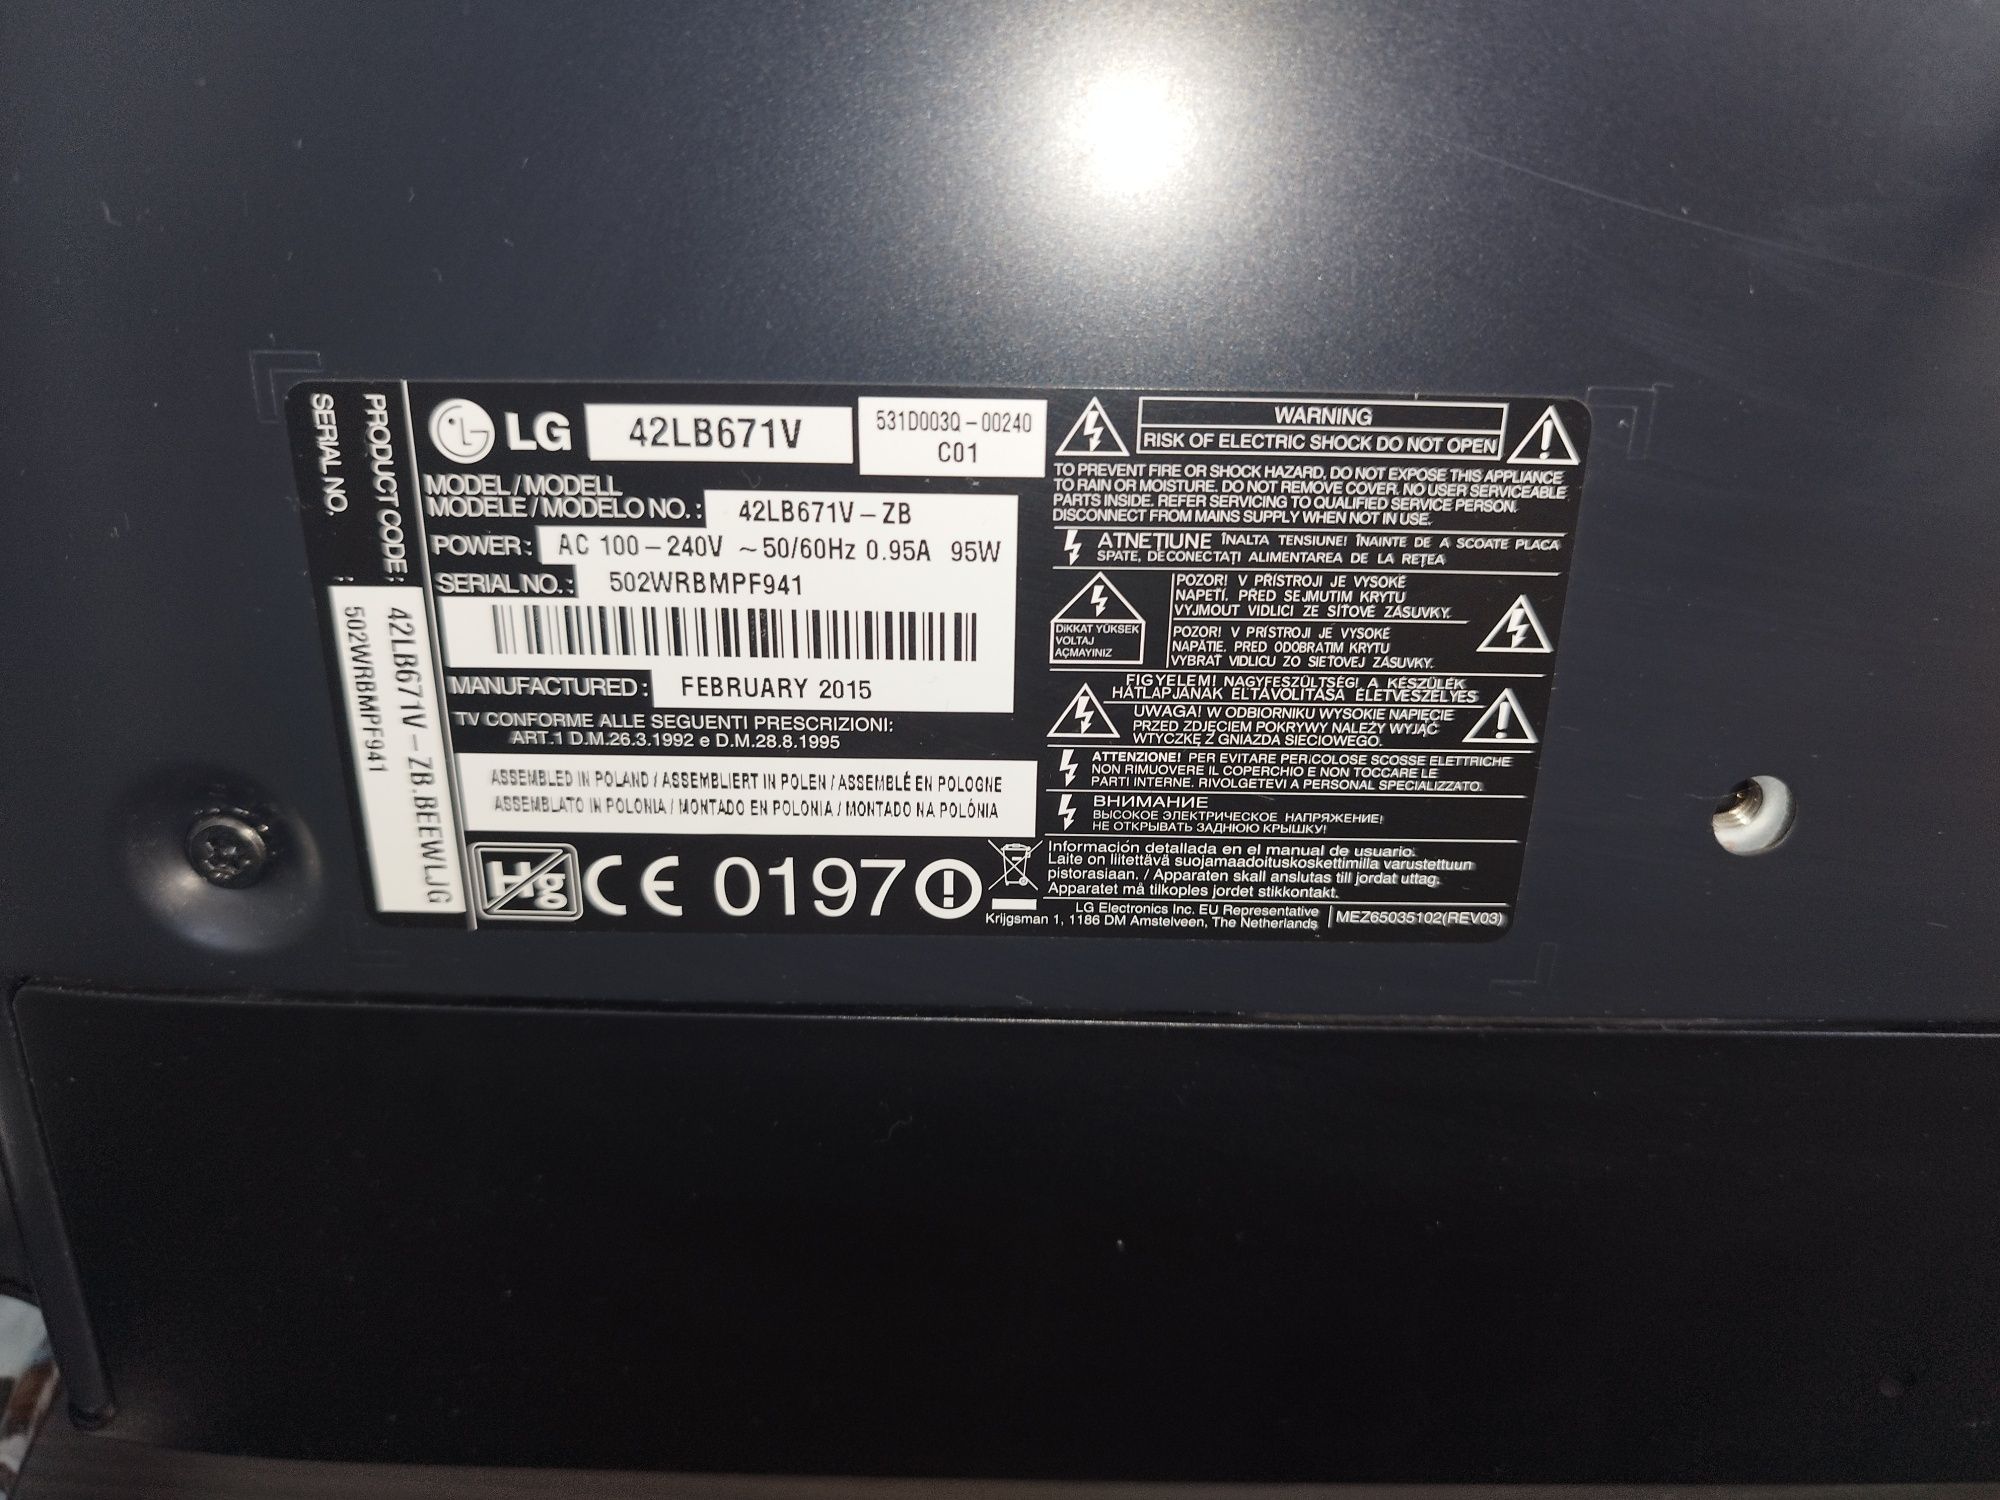 PRODUCT CODE: 42LB671V-ZB.BEEWLJG
SERIAL NO. : 502WRBMPF941
LG 42LB671V
531D003Q-00240
C01
MODEL/MODELL
MODELE/MODELO NO.: 42LB671V-ZB
POWER: AC 100-240V ~50/60Hz 0.95A 95W
SERIAL NO.: 502WRBMPF941
MANUFACTURED: FEBRUARY 2015
TV CONFORME ALLE SEGUENTI PRESCRIZIONI:
ART.1 D.M.26.3.1992 e D.M.28.8.1995
ASSEMBLED IN POLAND / ASSEMBLIERT IN POLEN / ASSEMBLÉ EN POLOGNE
ASSEMBLATO IN POLONIA / MONTADO EN POLONIA / MONTADO NA POLÓNIA
Hg CE 0197
WARNING
RISK OF ELECTRIC SHOCK DO NOT OPEN
TO PREVENT FIRE OR SHOCK HAZARD, DO NOT EXPOSE THIS APPLIANCE
TO RAIN OR MOISTURE. DO NOT REMOVE COVER. NO USER SERVICEABLE
PARTS INSIDE. REFER SERVICING TO QUALIFIED SERVICE PERSON.
DISCONNECT FROM MAINS SUPPLY WHEN NOT IN USE.
ATNEŢIUNE ÎNALTA TENSIUNE! ÎNAINTE DE A SCOATE PLACA
SPATE, DECONECTAŢI ALIMENTAREA DE LA REŢEA
DİKKAT YÜKSEK
VOLTAJ
AÇMAYINIZ
POZOR! V PŘÍSTROJI JE VYSOKÉ
NAPĚTÍ. PŘED SEJMUTIM KRYTU
VYJMOUT VIDLICI ZE SÍŤOVÉ ZÁSUVKY.
POZOR! V PRÍSTROJI JE VYSOKÉ
NAPÄTIE. PRED ODOBRATÍM KRYTU
VYBRAŤ VIDLICU ZO SIEŤOVEJ ZÁSUVKY.
FIGYELEM! NAGYFESZÜLTSÉG! A KÉSZÜLÉK
HÁTLAPJÁNAK ELTÁVOLÍTÁSA ÉLETVESZÉLYES
UWAGA! W ODBIORNIKU WYSOKIE NAPIĘCIE
PRZED ZDJĘCIEM POKRYWY NALEŻY WYJĄĆ
WTYCZKĘ Z GNIAZDA SIECIOWEGO.
ATTENZIONE! PER EVITARE PERICOLOSE SCOSSE ELETTRICHE
NON RIMUOVERE IL COPERCHIO E NON TOCCARE LE
PARTI INTERNE. RIVOLGETEVI A PERSONAL SPECIALIZZATO.
ВНИМАНИЕ
ВЫСОКОЕ ЭЛЕКТРИЧЕСКОЕ НАПРЯЖЕНИЕ!
НЕ ОТКРЫВАТЬ ЗАДНЮЮ КРЫШКУ!
Información detallada en el manual de usuario.
Laite on liitettävä suojamaadoituskoskettimilla varustettuun
pistorasiaan. / Apparaten skall anslutas till jordat uttag.
Apparatet må tilkoples jordet stikkontakt.
LG Electronics Inc. EU Representative
Krijgsman 1, 1186 DM Amstelveen, The Netherlands
MEZ65035102(REV03)